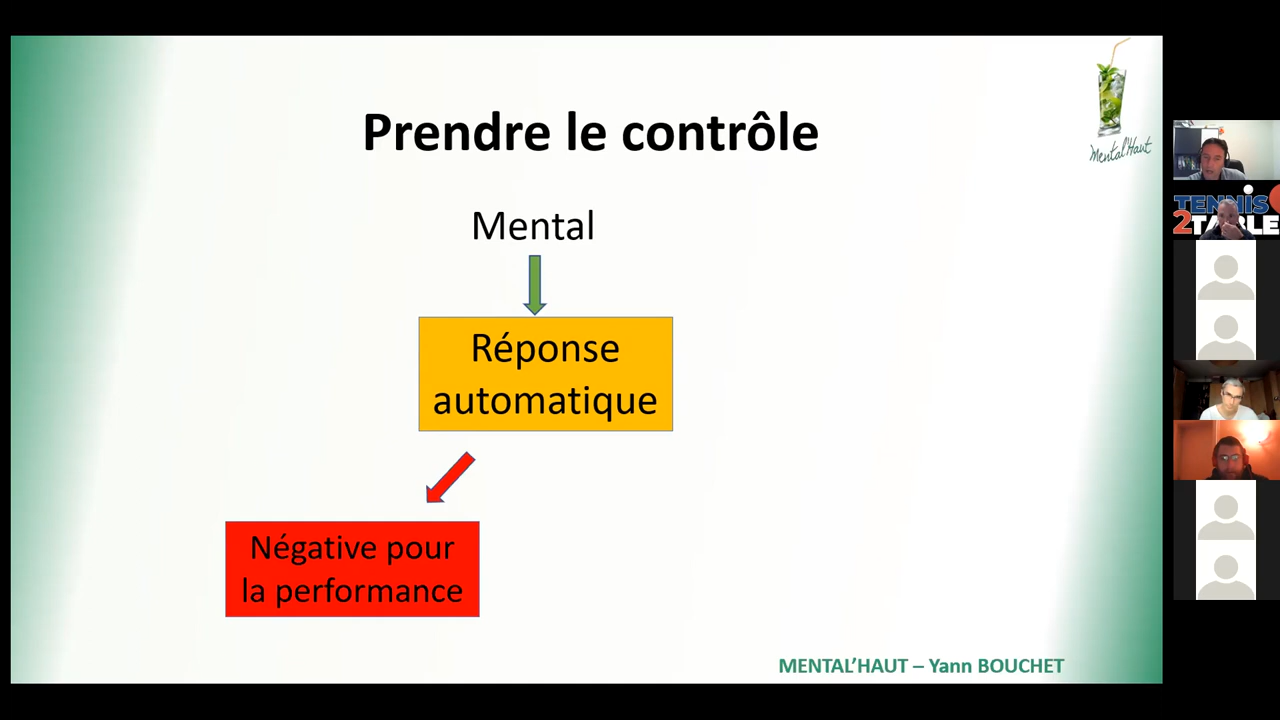 Prendre le contrôle
Mental'Haut
Mental
Réponse
automatique
Négative pour
la performance
MENTAL'HAUT – Yann BOUCHET
TENNIS
2TABLE